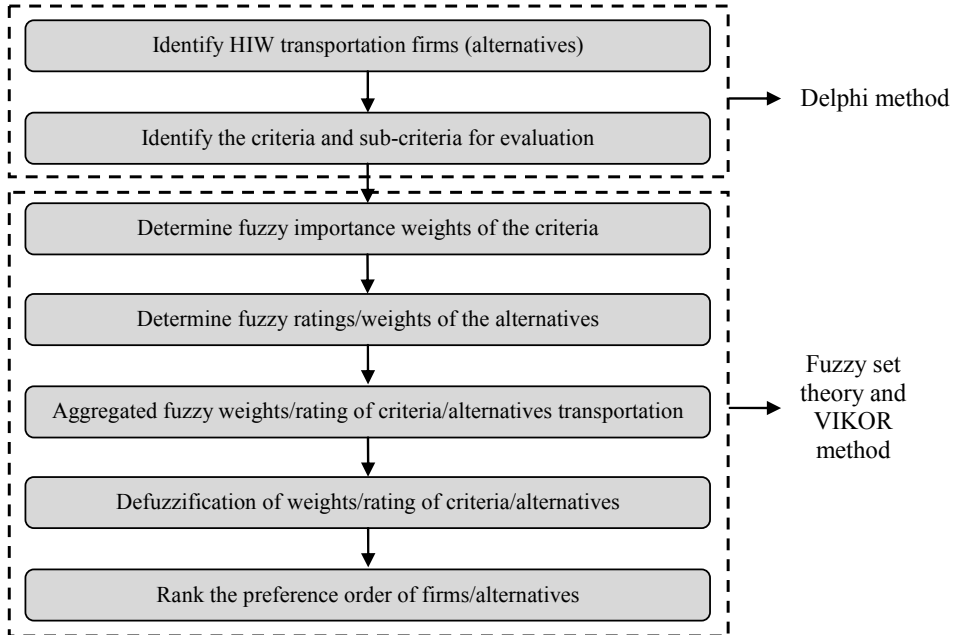 Identify HIW transportation firms (alternatives)
Delphi method
Identify the criteria and sub-criteria for evaluation
Determine fuzzy importance weights of the criteria
Determine fuzzy ratings/weights of the alternatives
Aggregated fuzzy weights/rating of criteria/alternatives transportation
Defuzzification of weights/rating of criteria/alternatives
Rank the preference order of firms/alternatives
Fuzzy set
theory and
VIKOR
method